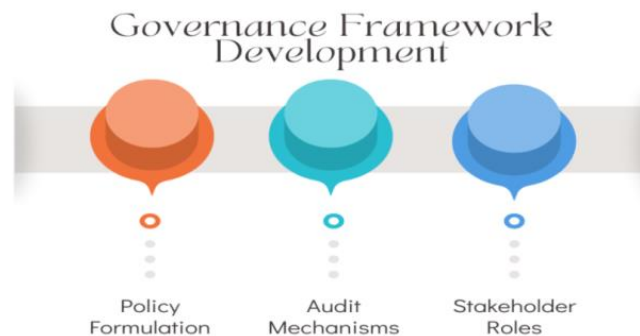 Governance Framework
Development
Policy
Formulation
Audit
Mechanisms
Stakeholder
Roles